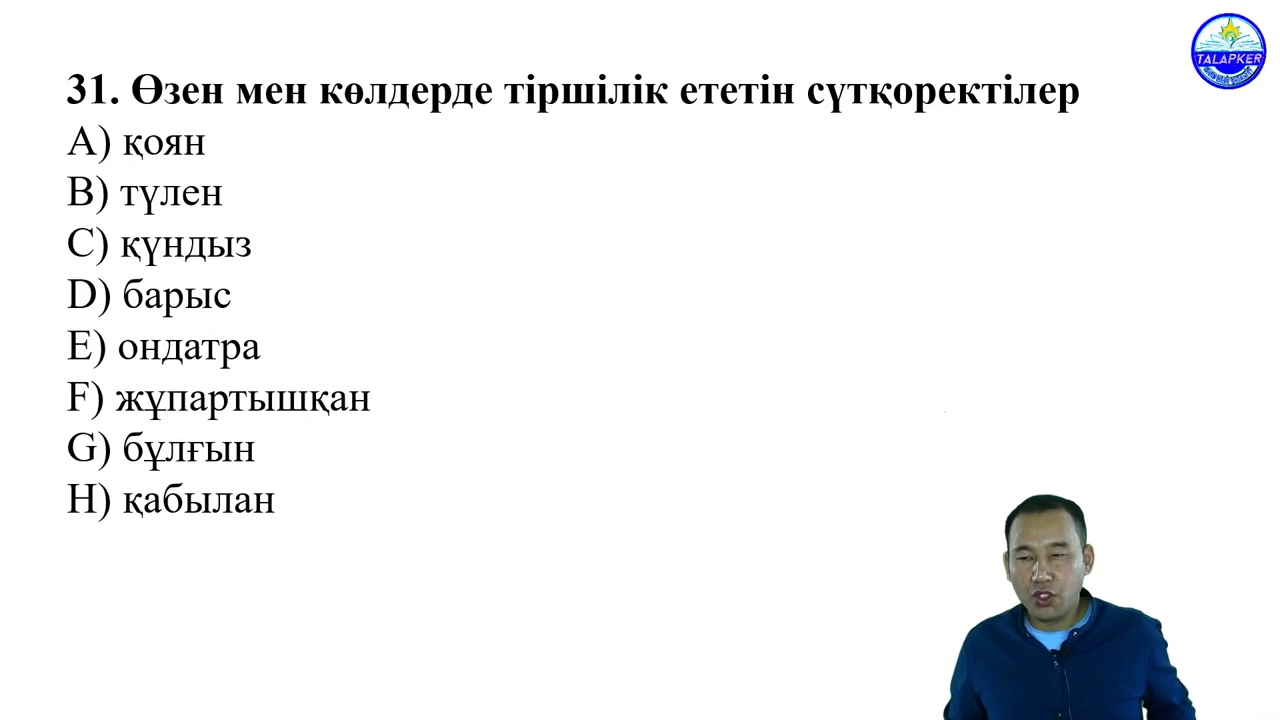 TALAPKER
31. Өзен мен көлдерде тіршілік ететін сүтқоректілер
A) қоян
B) түлен
C) құндыз
D) барыс
E) ондатра
F) жұпартышқан
G) бұлғын
H) қабылан